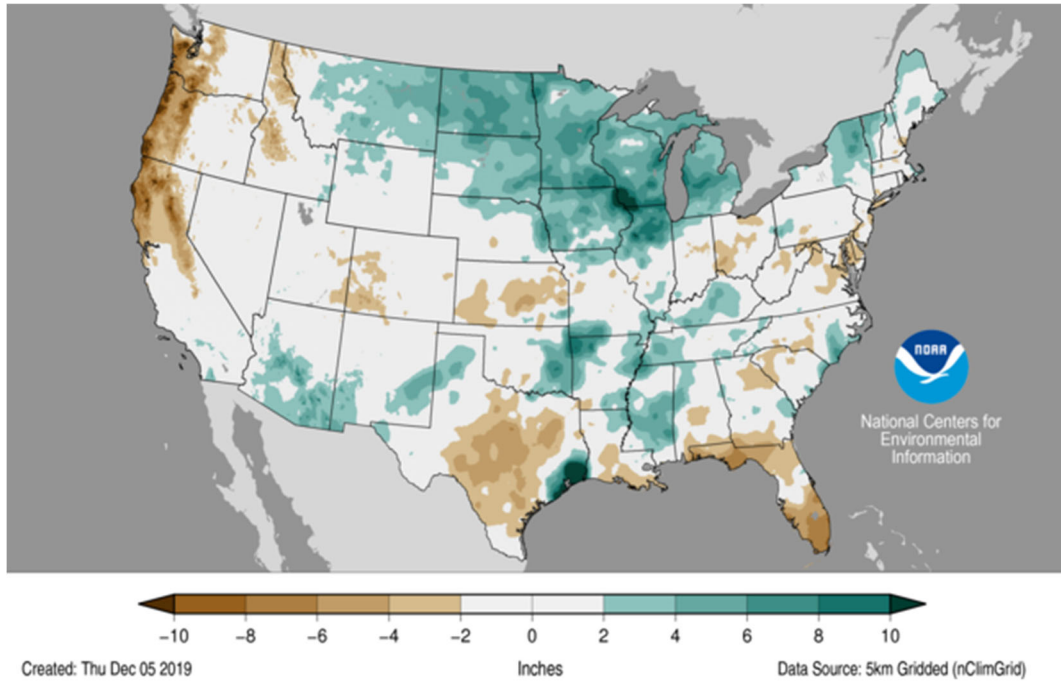 NOAA
National Centers for
Environmental
Information
−10 −8 −6 −4 −2 0 2 4 6 8 10
Created: Thu Dec 05 2019 Inches Data Source: 5km Gridded (nClimGrid)